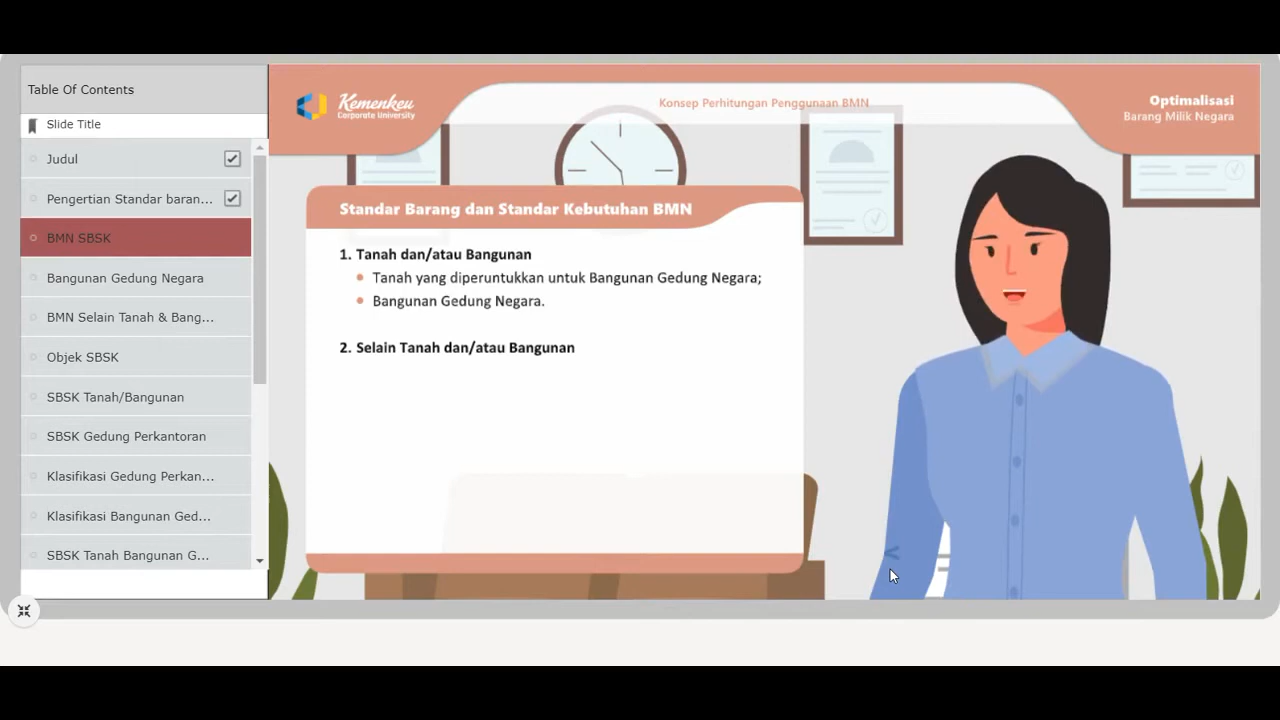 Table Of Contents
Slide Title
Judul
Pengertian Standar baran...
BMN SBSK
Bangunan Gedung Negara
BMN Selain Tanah & Bang...
Objek SBSK
SBSK Tanah/Bangunan
SBSK Gedung Perkantoran
Klasifikasi Gedung Perkan...
Klasifikasi Bangunan Ged...
SBSK Tanah Bangunan G...
Kemenkeu
Corporate University
Konsep Perhitungan Penggunaan BMN
Optimalisasi
Barang Milik Negara
Standar Barang dan Standar Kebutuhan BMN
1. Tanah dan/atau Bangunan
Tanah yang diperuntukkan untuk Bangunan Gedung Negara;
Bangunan Gedung Negara.
2. Selain Tanah dan/atau Bangunan